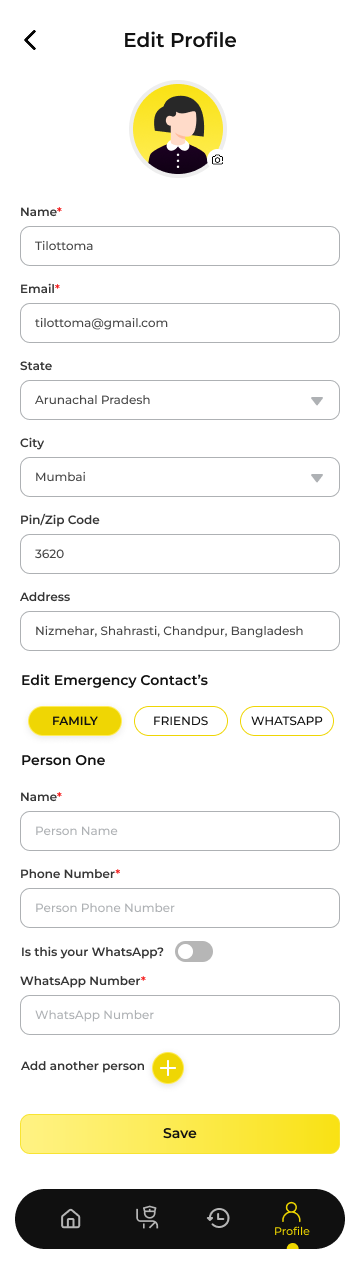 Edit Profile
Name*
Tilottoma
Email*
tilottoma@gmail.com
State
Arunachal Pradesh
City
Mumbai
Pin/Zip Code
3620
Address
Nizmehar, Shahrasti, Chandpur, Bangladesh
Edit Emergency Contact’s
FAMILY FRIENDS WHATSAPP
Person One
Name*
Person Name
Phone Number*
Person Phone Number
Is this your WhatsApp?
WhatsApp Number*
WhatsApp Number
Add another person
Save
Profile